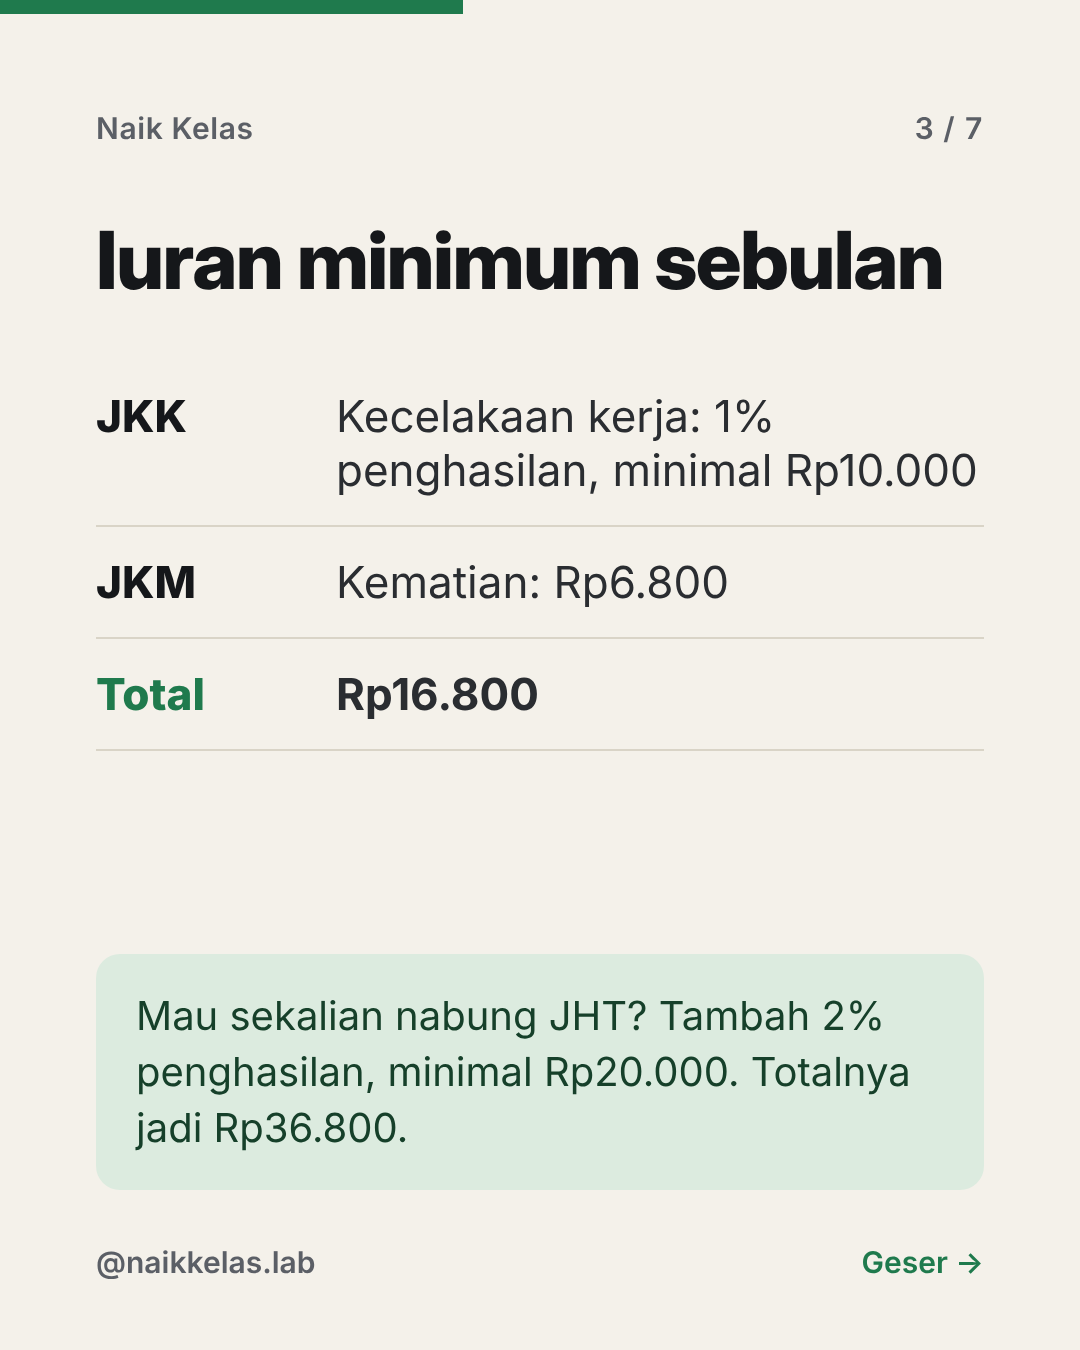 Naik Kelas
3 / 7
Iuran minimum sebulan
JKK
Kecelakaan kerja: 1%
penghasilan, minimal Rp10.000
JKM
Kematian: Rp6.800
Total
Rp16.800
Mau sekalian nabung JHT? Tambah 2%
penghasilan, minimal Rp20.000. Totalnya
jadi Rp36.800.
@naikkelas.lab
Geser →